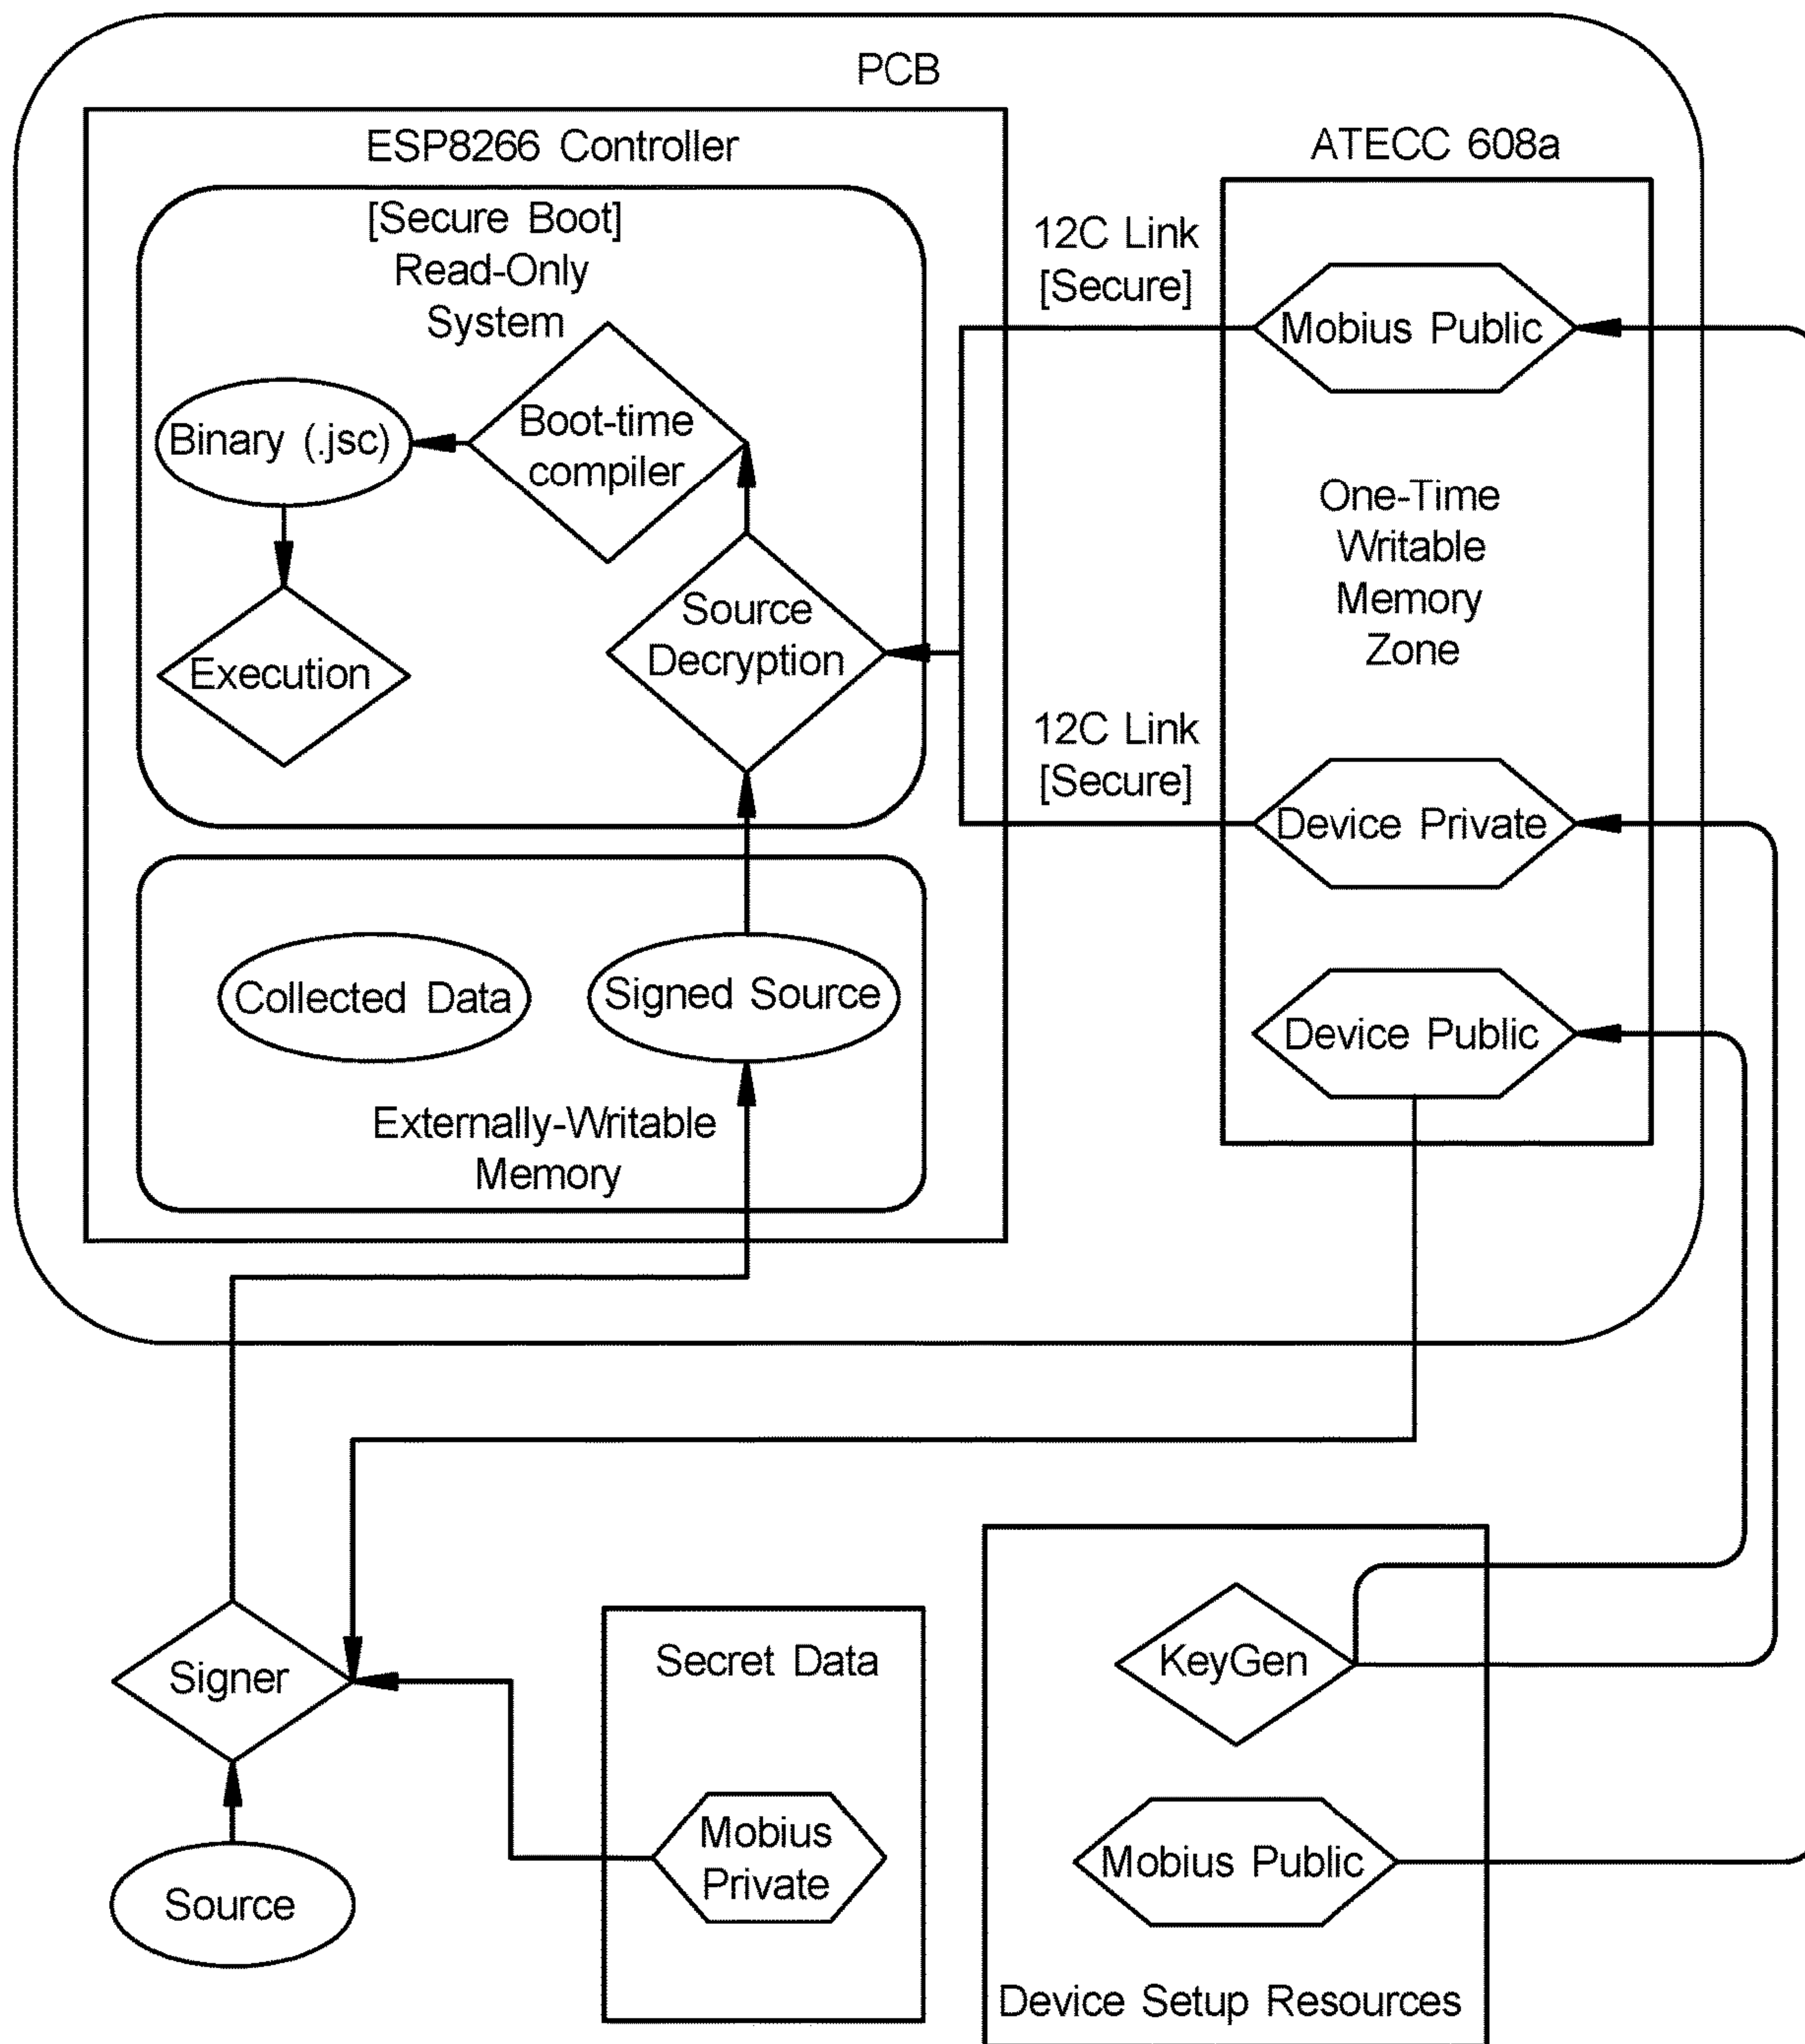 PCB
ESP8266 Controller
ATECC 608a
[Secure Boot]
Read-Only
System
12C Link
[Secure]
Mobius Public
Boot-time
compiler
Binary (.jsc)
One-Time
Writable
Memory
Zone
Source
Decryption
Execution
12C Link
[Secure]
Device Private
Collected Data
Signed Source
Device Public
Externally-Writable
Memory
Signer
Secret Data
KeyGen
Mobius
Private
Mobius Public
Source
Device Setup Resources